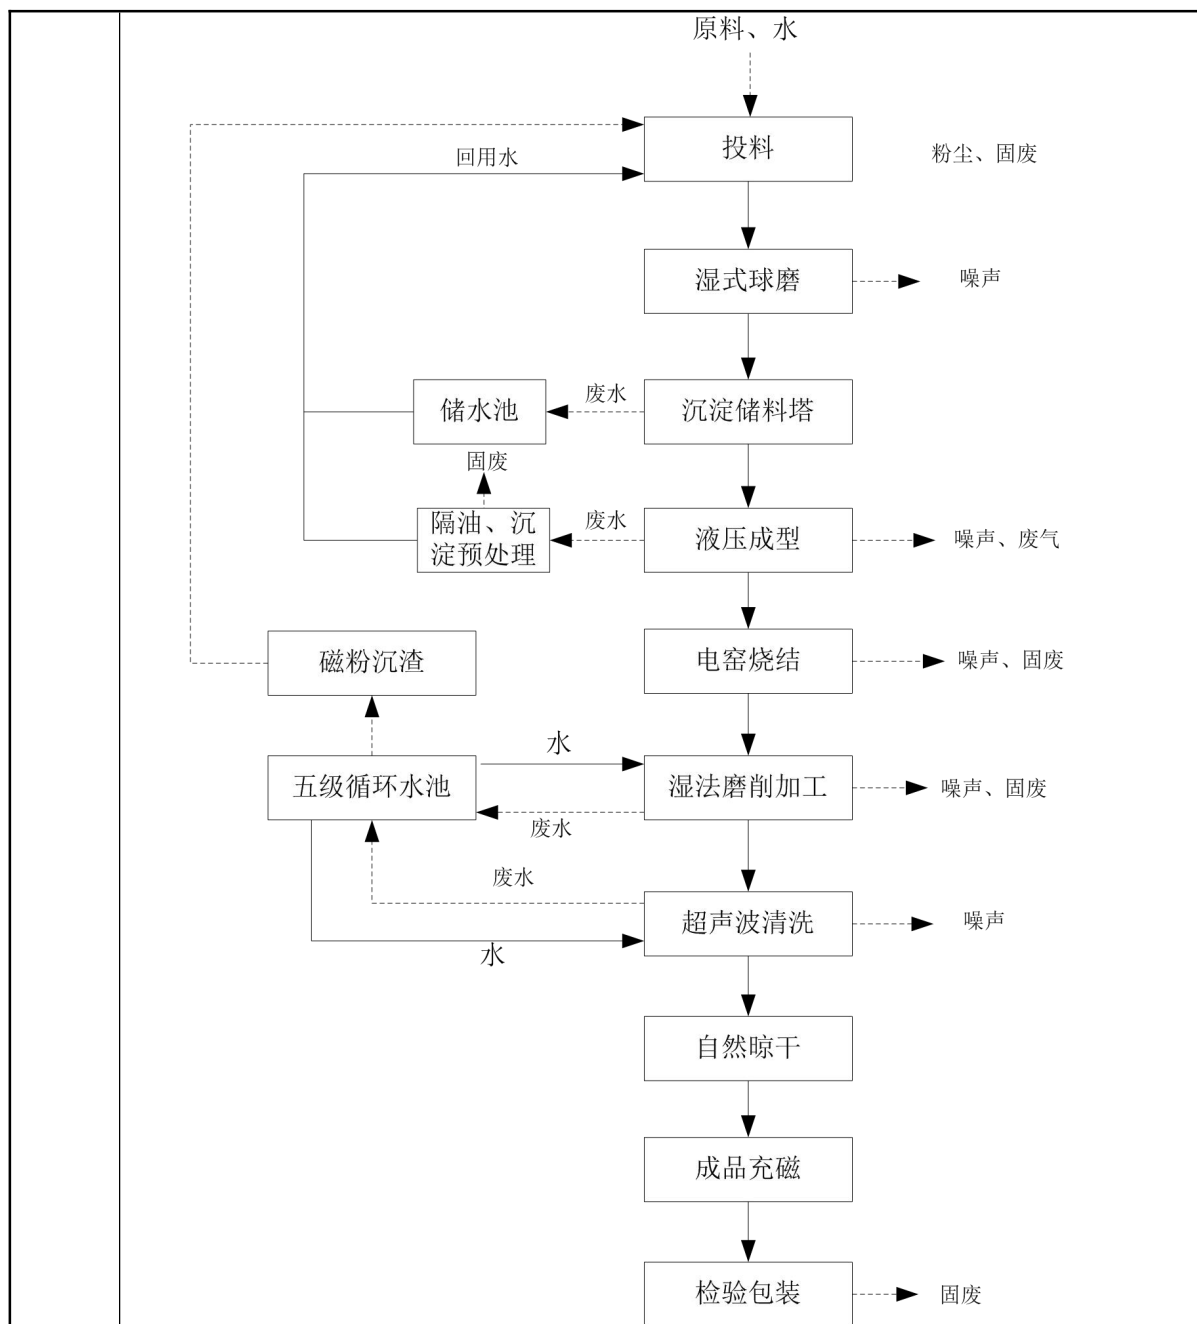 原料、水
投料
粉尘、固废
回用水
湿式球磨
噪声
储水池
废水
沉淀储料塔
固废
隔油、沉
淀预处理
废水
液压成型
噪声、废气
磁粉沉渣
电窑烧结
噪声、固废
水
五级循环水池
湿法磨削加工
噪声、固废
废水
废水
超声波清洗
噪声
水
自然晾干
成品充磁
检验包装
固废